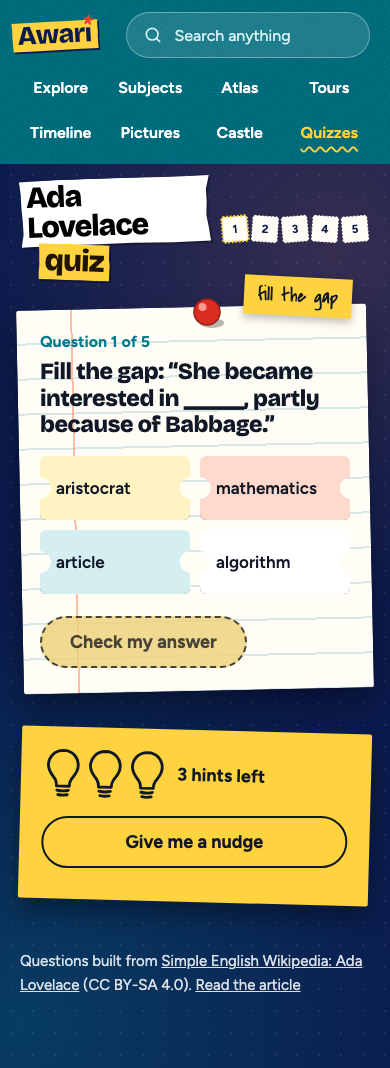 Awari
Search anything
Explore Subjects Atlas Tours
Timeline Pictures Castle Quizzes
Ada
Lovelace
quiz
1 2 3 4 5
fill the gap
Question 1 of 5
Fill the gap: “She became
interested in _____, partly
because of Babbage.”
aristocrat mathematics
article algorithm
Check my answer
3 hints left
Give me a nudge
Questions built from Simple English Wikipedia: Ada
Lovelace (CC BY-SA 4.0). Read the article